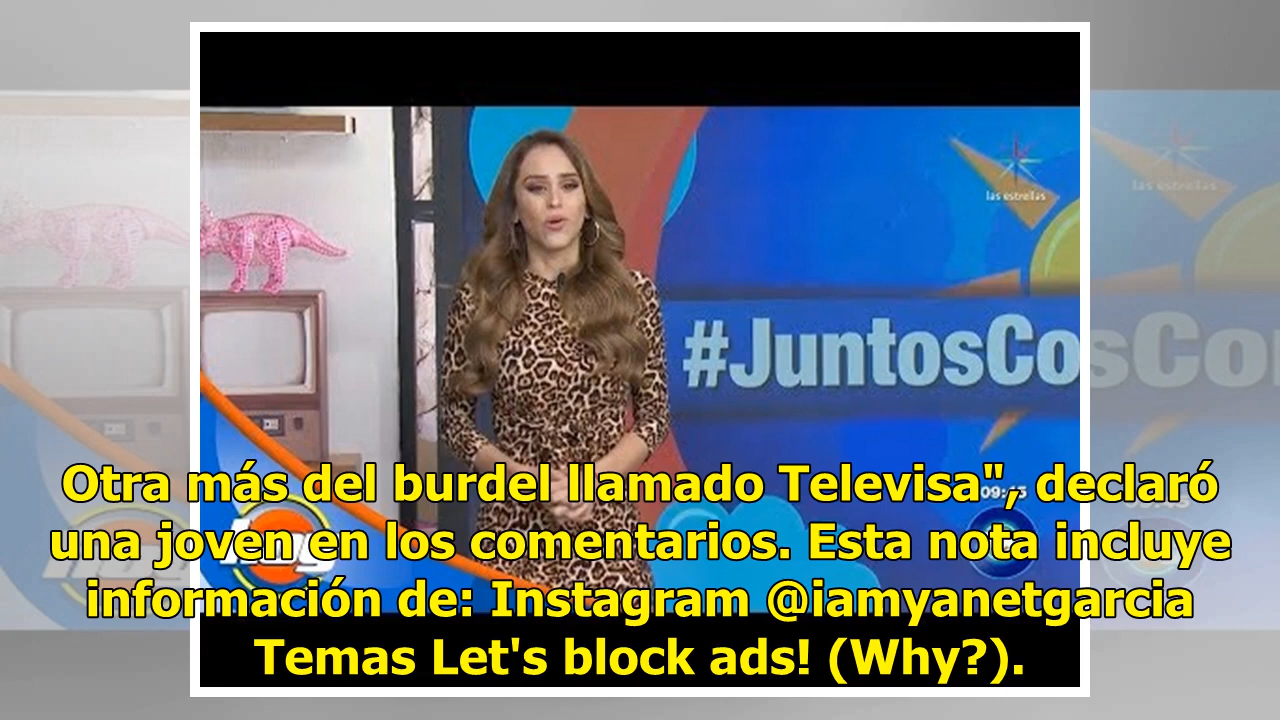 las estrellas
#JuntosCo
Otra más del burdel llamado Televisa", declaró
una joven en los comentarios. Esta nota incluye
información de: Instagram @iamyanetgarcia
Temas Let's block ads! (Why?).
hoy